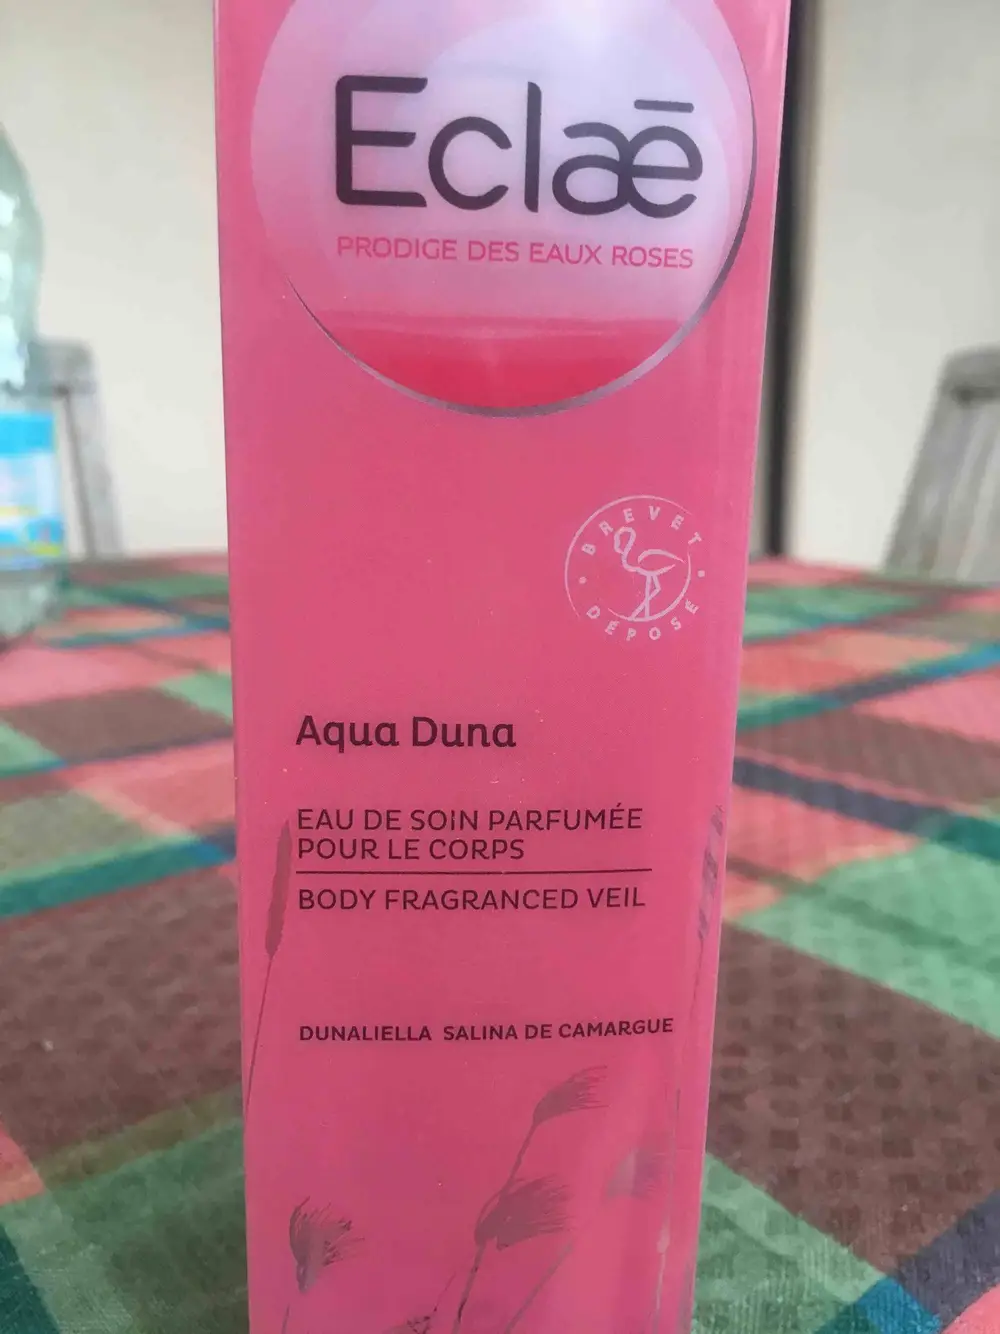 Eclaē
PRODIGE DES EAUX ROSES
BREVET
DÉPOSÉ
Aqua Duna
EAU DE SOIN PARFUMÉE
POUR LE CORPS
BODY FRAGRANCED VEIL
DUNALIELLA SALINA DE CAMARGUE